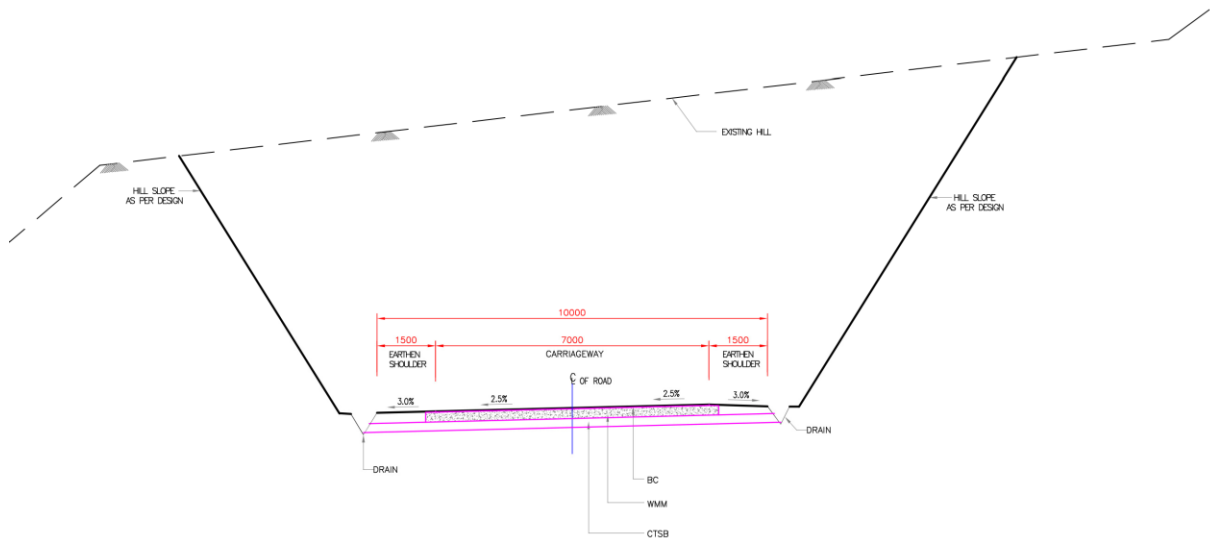 EXISTING HILL
HILL SLOPE
AS PER DESIGN
HILL SLOPE
AS PER DESIGN
10000
1500
7000
1500
EARTHEN
SHOULDER
CARRIAGEWAY
EARTHEN
SHOULDER
℄ OF ROAD
3.0%
2.5%
2.5%
3.0%
DRAIN
DRAIN
BC
WMM
CTSB